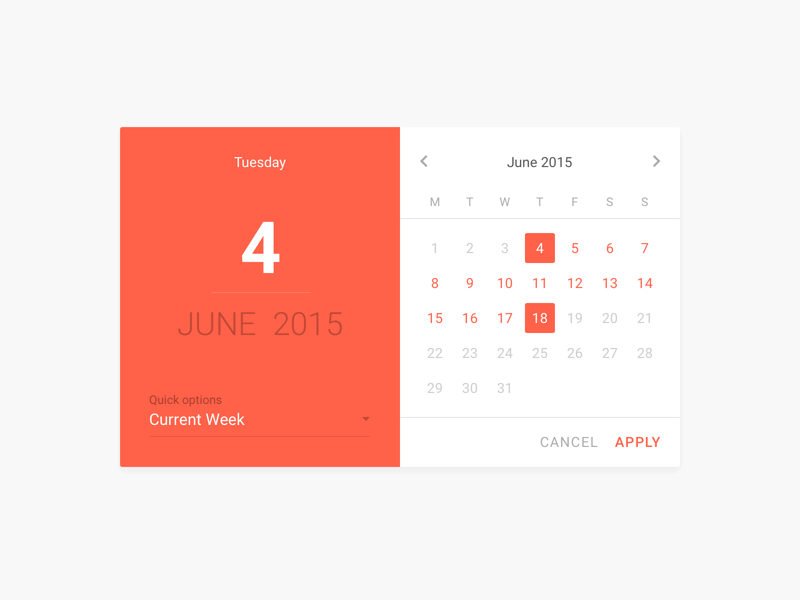 Tuesday
4
JUNE 2015
Quick options
Current Week
June 2015
M T W T F S S
1 2 3 4 5 6 7
8 9 10 11 12 13 14
15 16 17 18 19 20 21
22 23 24 25 26 27 28
29 30 31
CANCEL APPLY